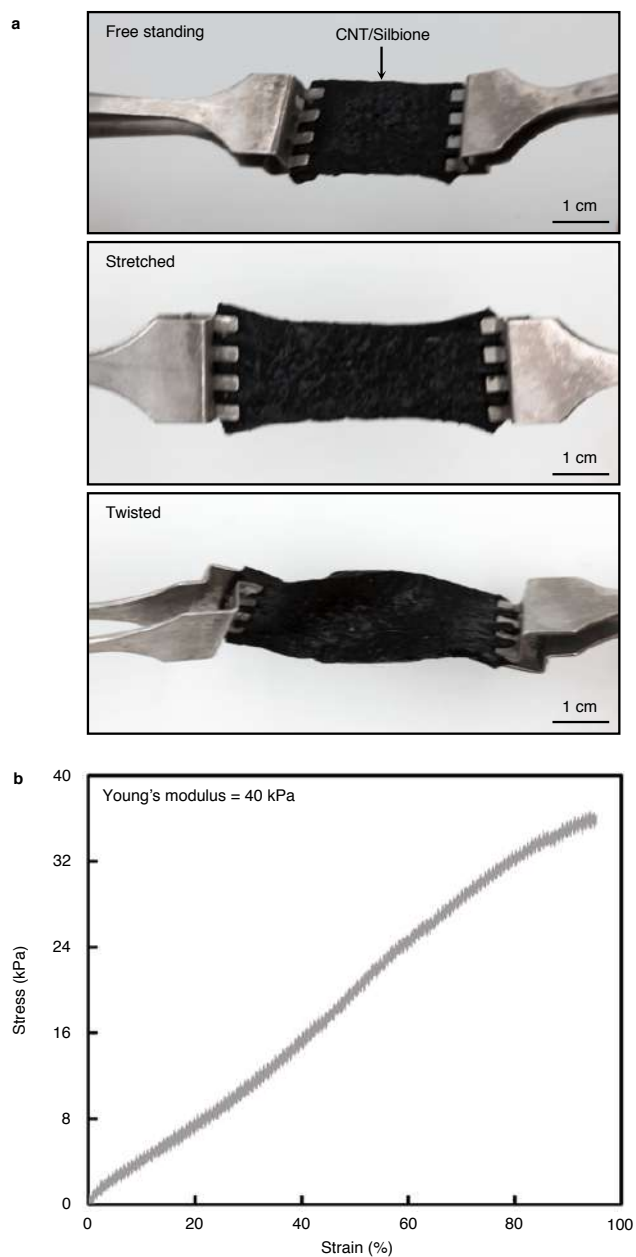 a
Free standing
CNT/Silbione
1 cm
Stretched
1 cm
Twisted
1 cm
b
40
Young’s modulus = 40 kPa
32
24
16
8
0
Stress (kPa)
0 20 40 60 80 100
Strain (%)